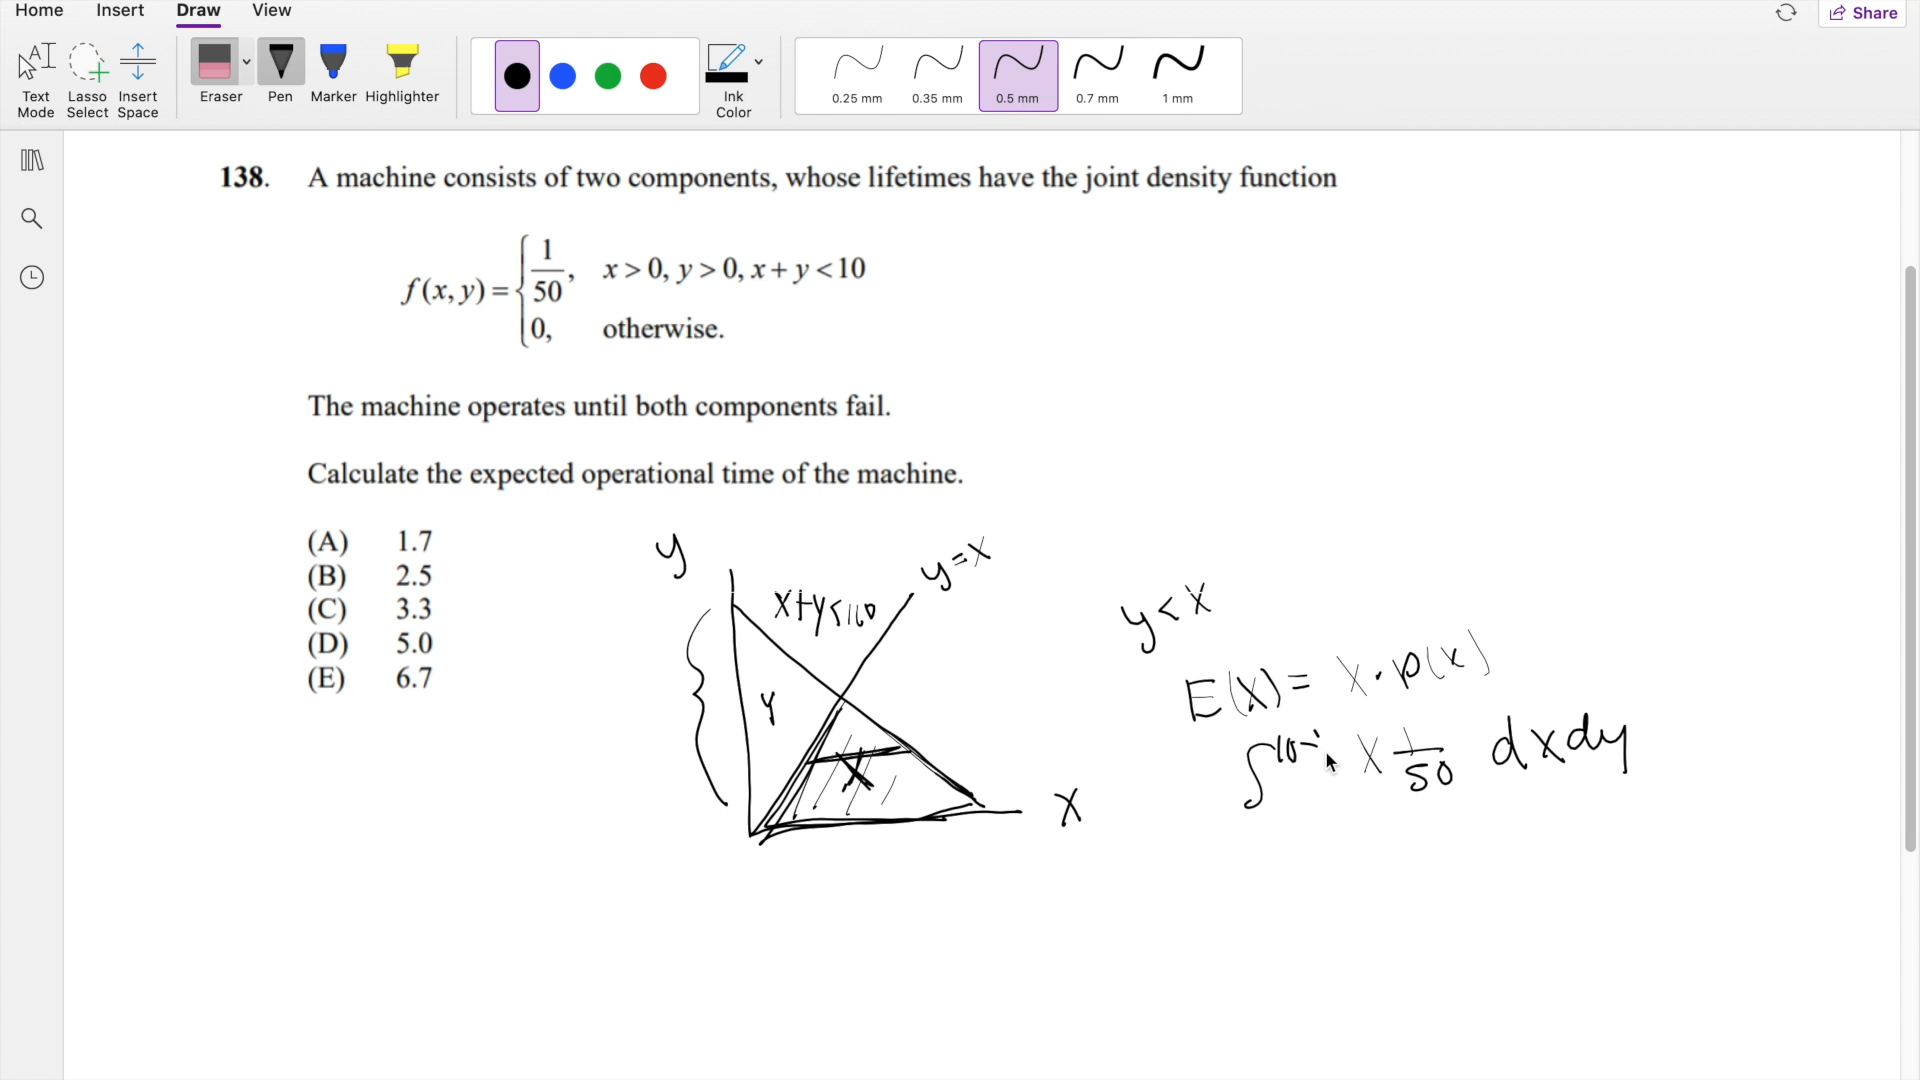 Home Insert Draw View
Share
Text Mode
Lasso Select
Insert Space
Eraser
Pen
Marker
Highlighter
Ink Color
0.25 mm
0.35 mm
0.5 mm
0.7 mm
1 mm
138. A machine consists of two components, whose lifetimes have the joint density function
f(x, y) = { 1/50, x > 0, y > 0, x + y < 10
0, otherwise.
The machine operates until both components fail.
Calculate the expected operational time of the machine.
(A) 1.7
(B) 2.5
(C) 3.3
(D) 5.0
(E) 6.7
y
y=x
x+y≤10
y
x
x
y<x
E(X)= x·p(x)
∫ 10- x 1/50 dxdy